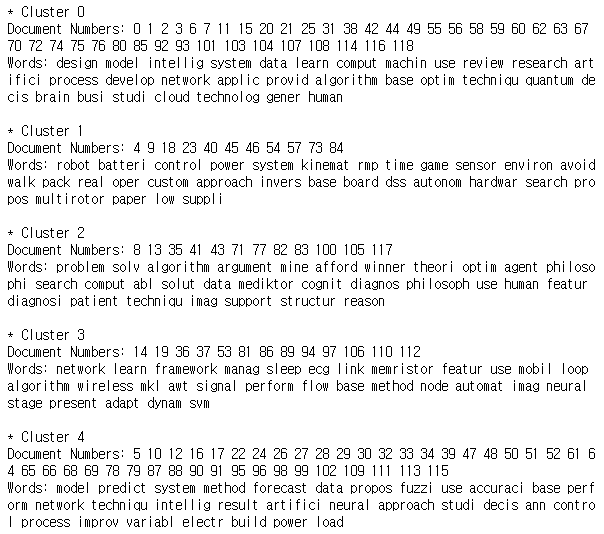 * Cluster 0
Document Numbers: 0 1 2 3 6 7 11 15 20 21 25 31 38 42 44 49 55 56 58 59 60 62 63 67
70 72 74 75 76 80 85 92 93 101 103 104 107 108 114 116 118
Words: design model intellig system data learn comput machin use review research art
ifici process develop network applic provid algorithm base optim techniqu quantum de
cis brain busi studi cloud technolog gener human

* Cluster 1
Document Numbers: 4 9 18 23 40 45 46 54 57 73 84
Words: robot batteri control power system kinemat rmp time game sensor environ avoid
walk pack real oper custom approach invers base board dss autonom hardwar search pro
pos multirotor paper low suppli

* Cluster 2
Document Numbers: 8 13 35 41 43 71 77 82 83 100 105 117
Words: problem solv algorithm argument mine afford winner theori optim agent philoso
phi search comput abl solut data mediktor cognit diagnos philosoph use human featur
diagnosi patient techniqu imag support structur reason

* Cluster 3
Document Numbers: 14 19 36 37 53 81 86 89 94 97 106 110 112
Words: network learn framework manag sleep ecg link memristor featur use mobil loop
algorithm wireless mkl awt signal perform flow base method node automat imag neural
stage present adapt dynam svm

* Cluster 4
Document Numbers: 5 10 12 16 17 22 24 26 27 28 29 30 32 33 34 39 47 48 50 51 52 61 6
4 65 66 68 69 78 79 87 88 90 91 95 96 98 99 102 109 111 113 115
Words: model predict system method forecast data propos fuzzi use accuraci base perf
orm network techniqu intellig result artifici neural approach studi decis ann contro
l process improv variabl electr build power load